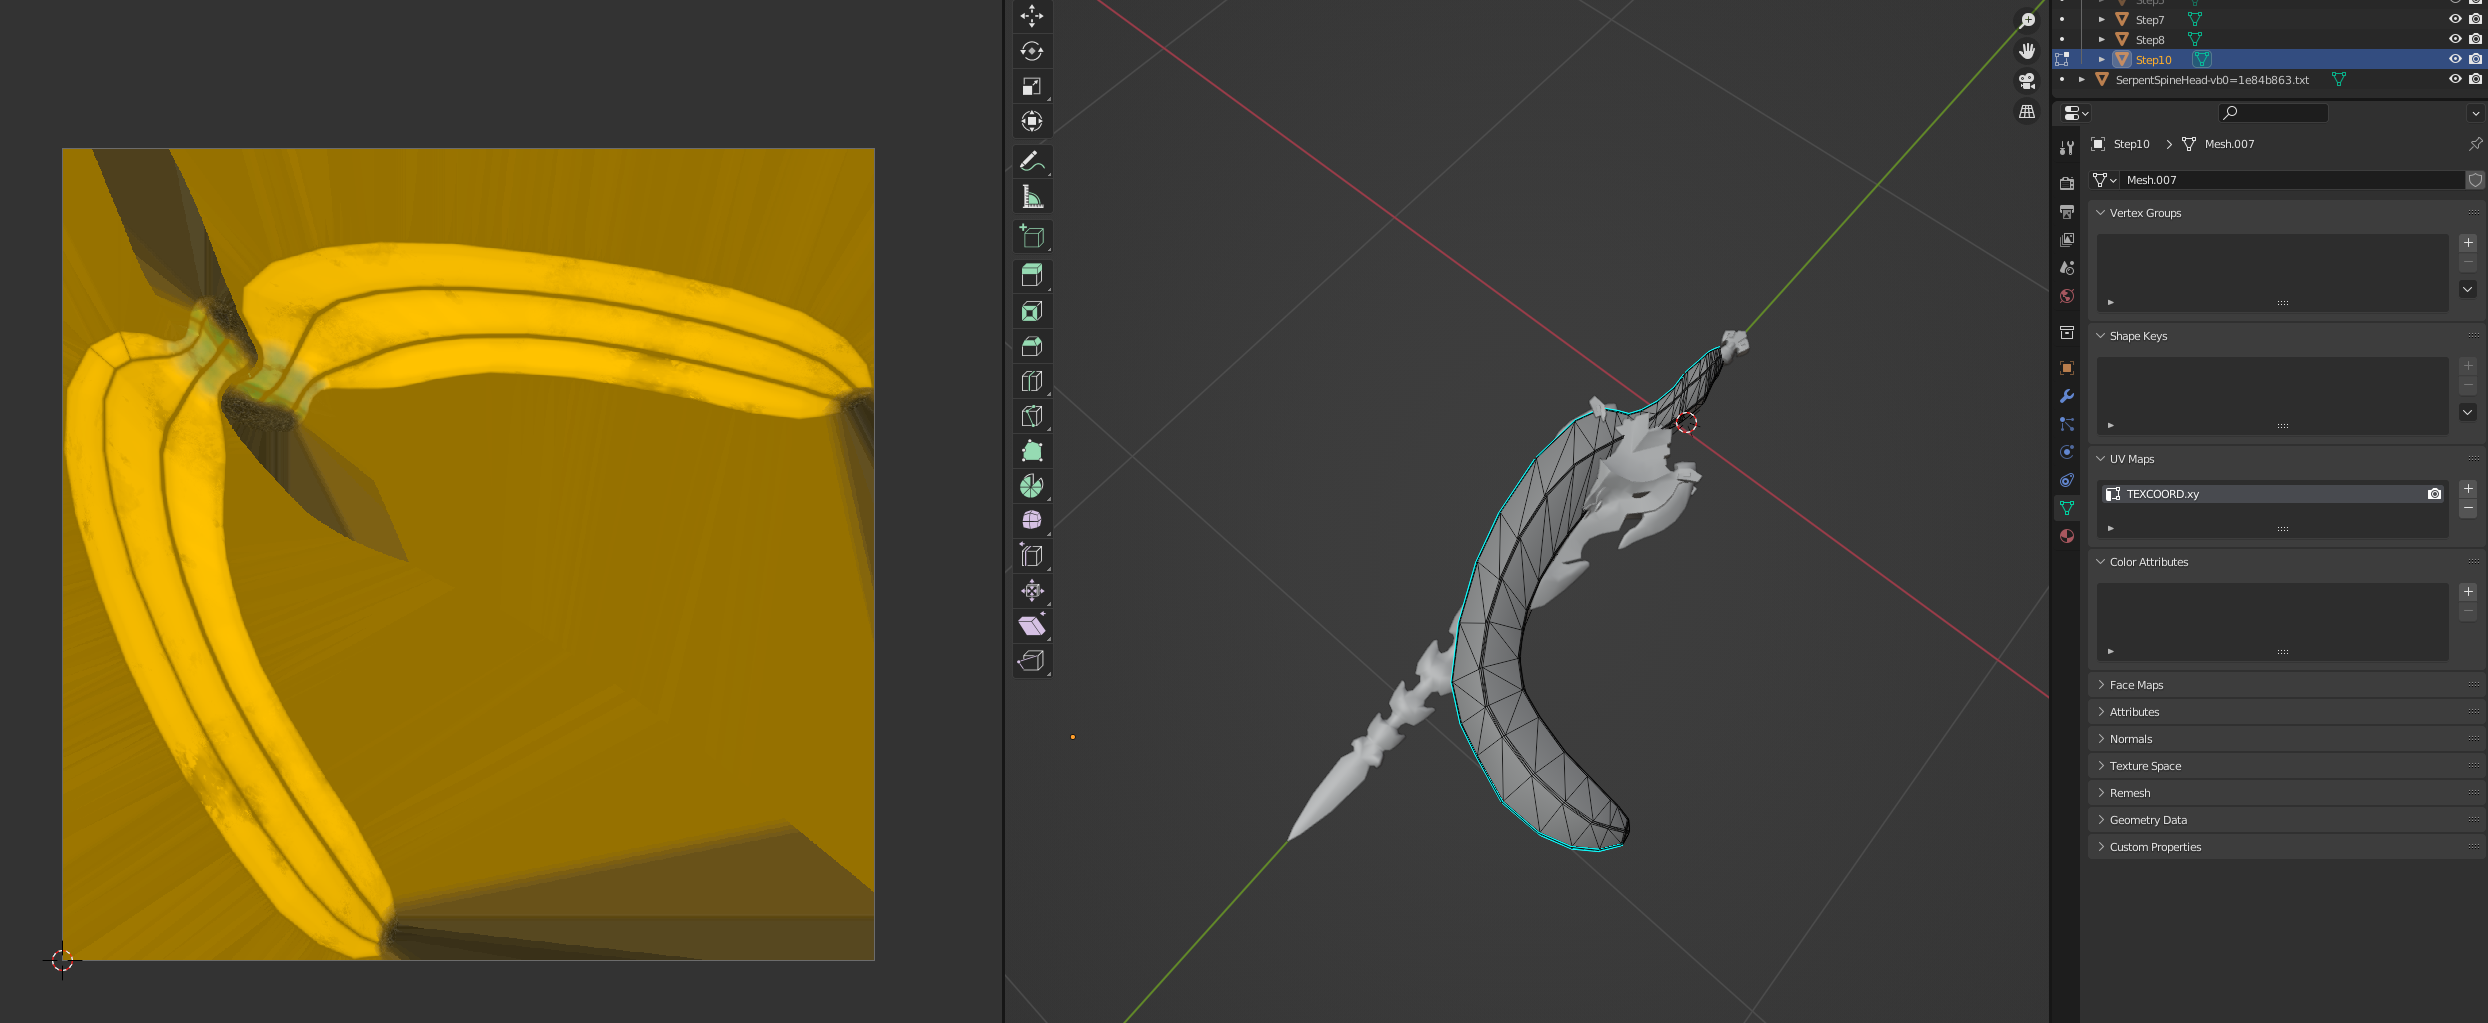 Step5
Step7
Step8
Step10
SerpentSpineHead-vb0=1e84b863.txt
Step10
Mesh.007
Mesh.007
Vertex Groups
Shape Keys
UV Maps
TEXCOORD.xy
Color Attributes
Face Maps
Attributes
Normals
Texture Space
Remesh
Geometry Data
Custom Properties